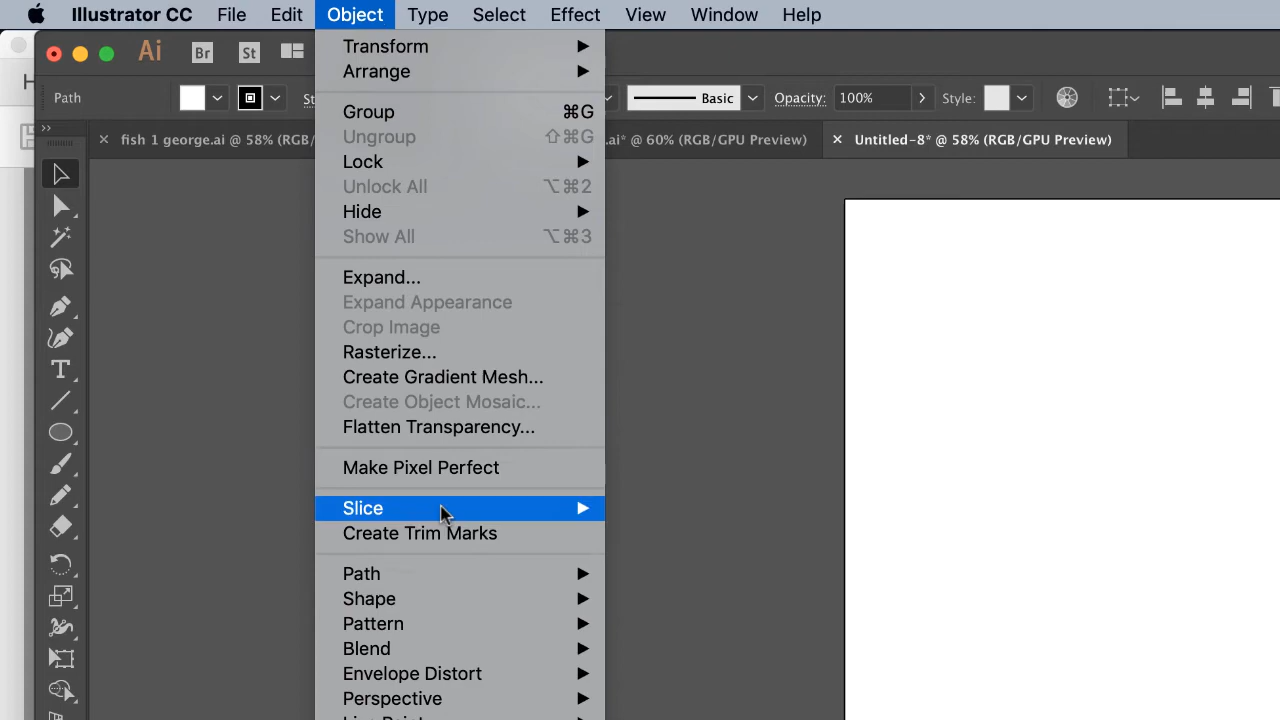 Illustrator CC File Edit Object Type Select Effect View Window Help
Ai Br St
Path Basic Opacity: 100% Style:
fish 1 george.ai @ 58% (RGB/ .ai* @ 60% (RGB/GPU Preview) Untitled-8* @ 58% (RGB/GPU Preview)
Transform
Arrange
Group ⌘G
Ungroup ⇧⌘G
Lock
Unlock All ⌥⌘2
Hide
Show All ⌥⌘3
Expand...
Expand Appearance
Crop Image
Rasterize...
Create Gradient Mesh...
Create Object Mosaic...
Flatten Transparency...
Make Pixel Perfect
Slice
Create Trim Marks
Path
Shape
Pattern
Blend
Envelope Distort
Perspective